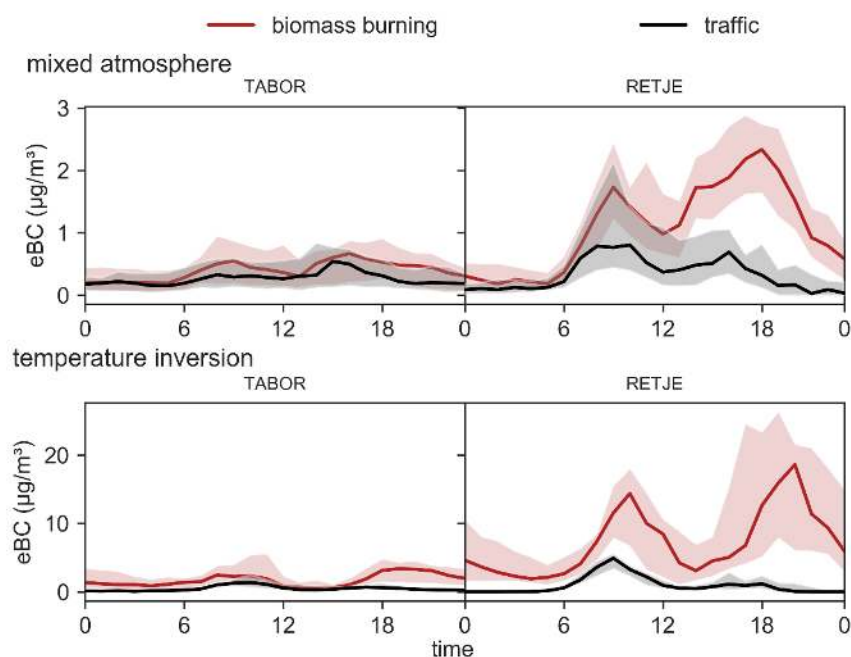 biomass burning traffic
mixed atmosphere
TABOR RETJE
3
2
1
0
eBC (µg/m³)
0 6 12 18 0 6 12 18 0
temperature inversion
TABOR RETJE
20
10
0
eBC (µg/m³)
0 6 12 18 0 6 12 18 0
time